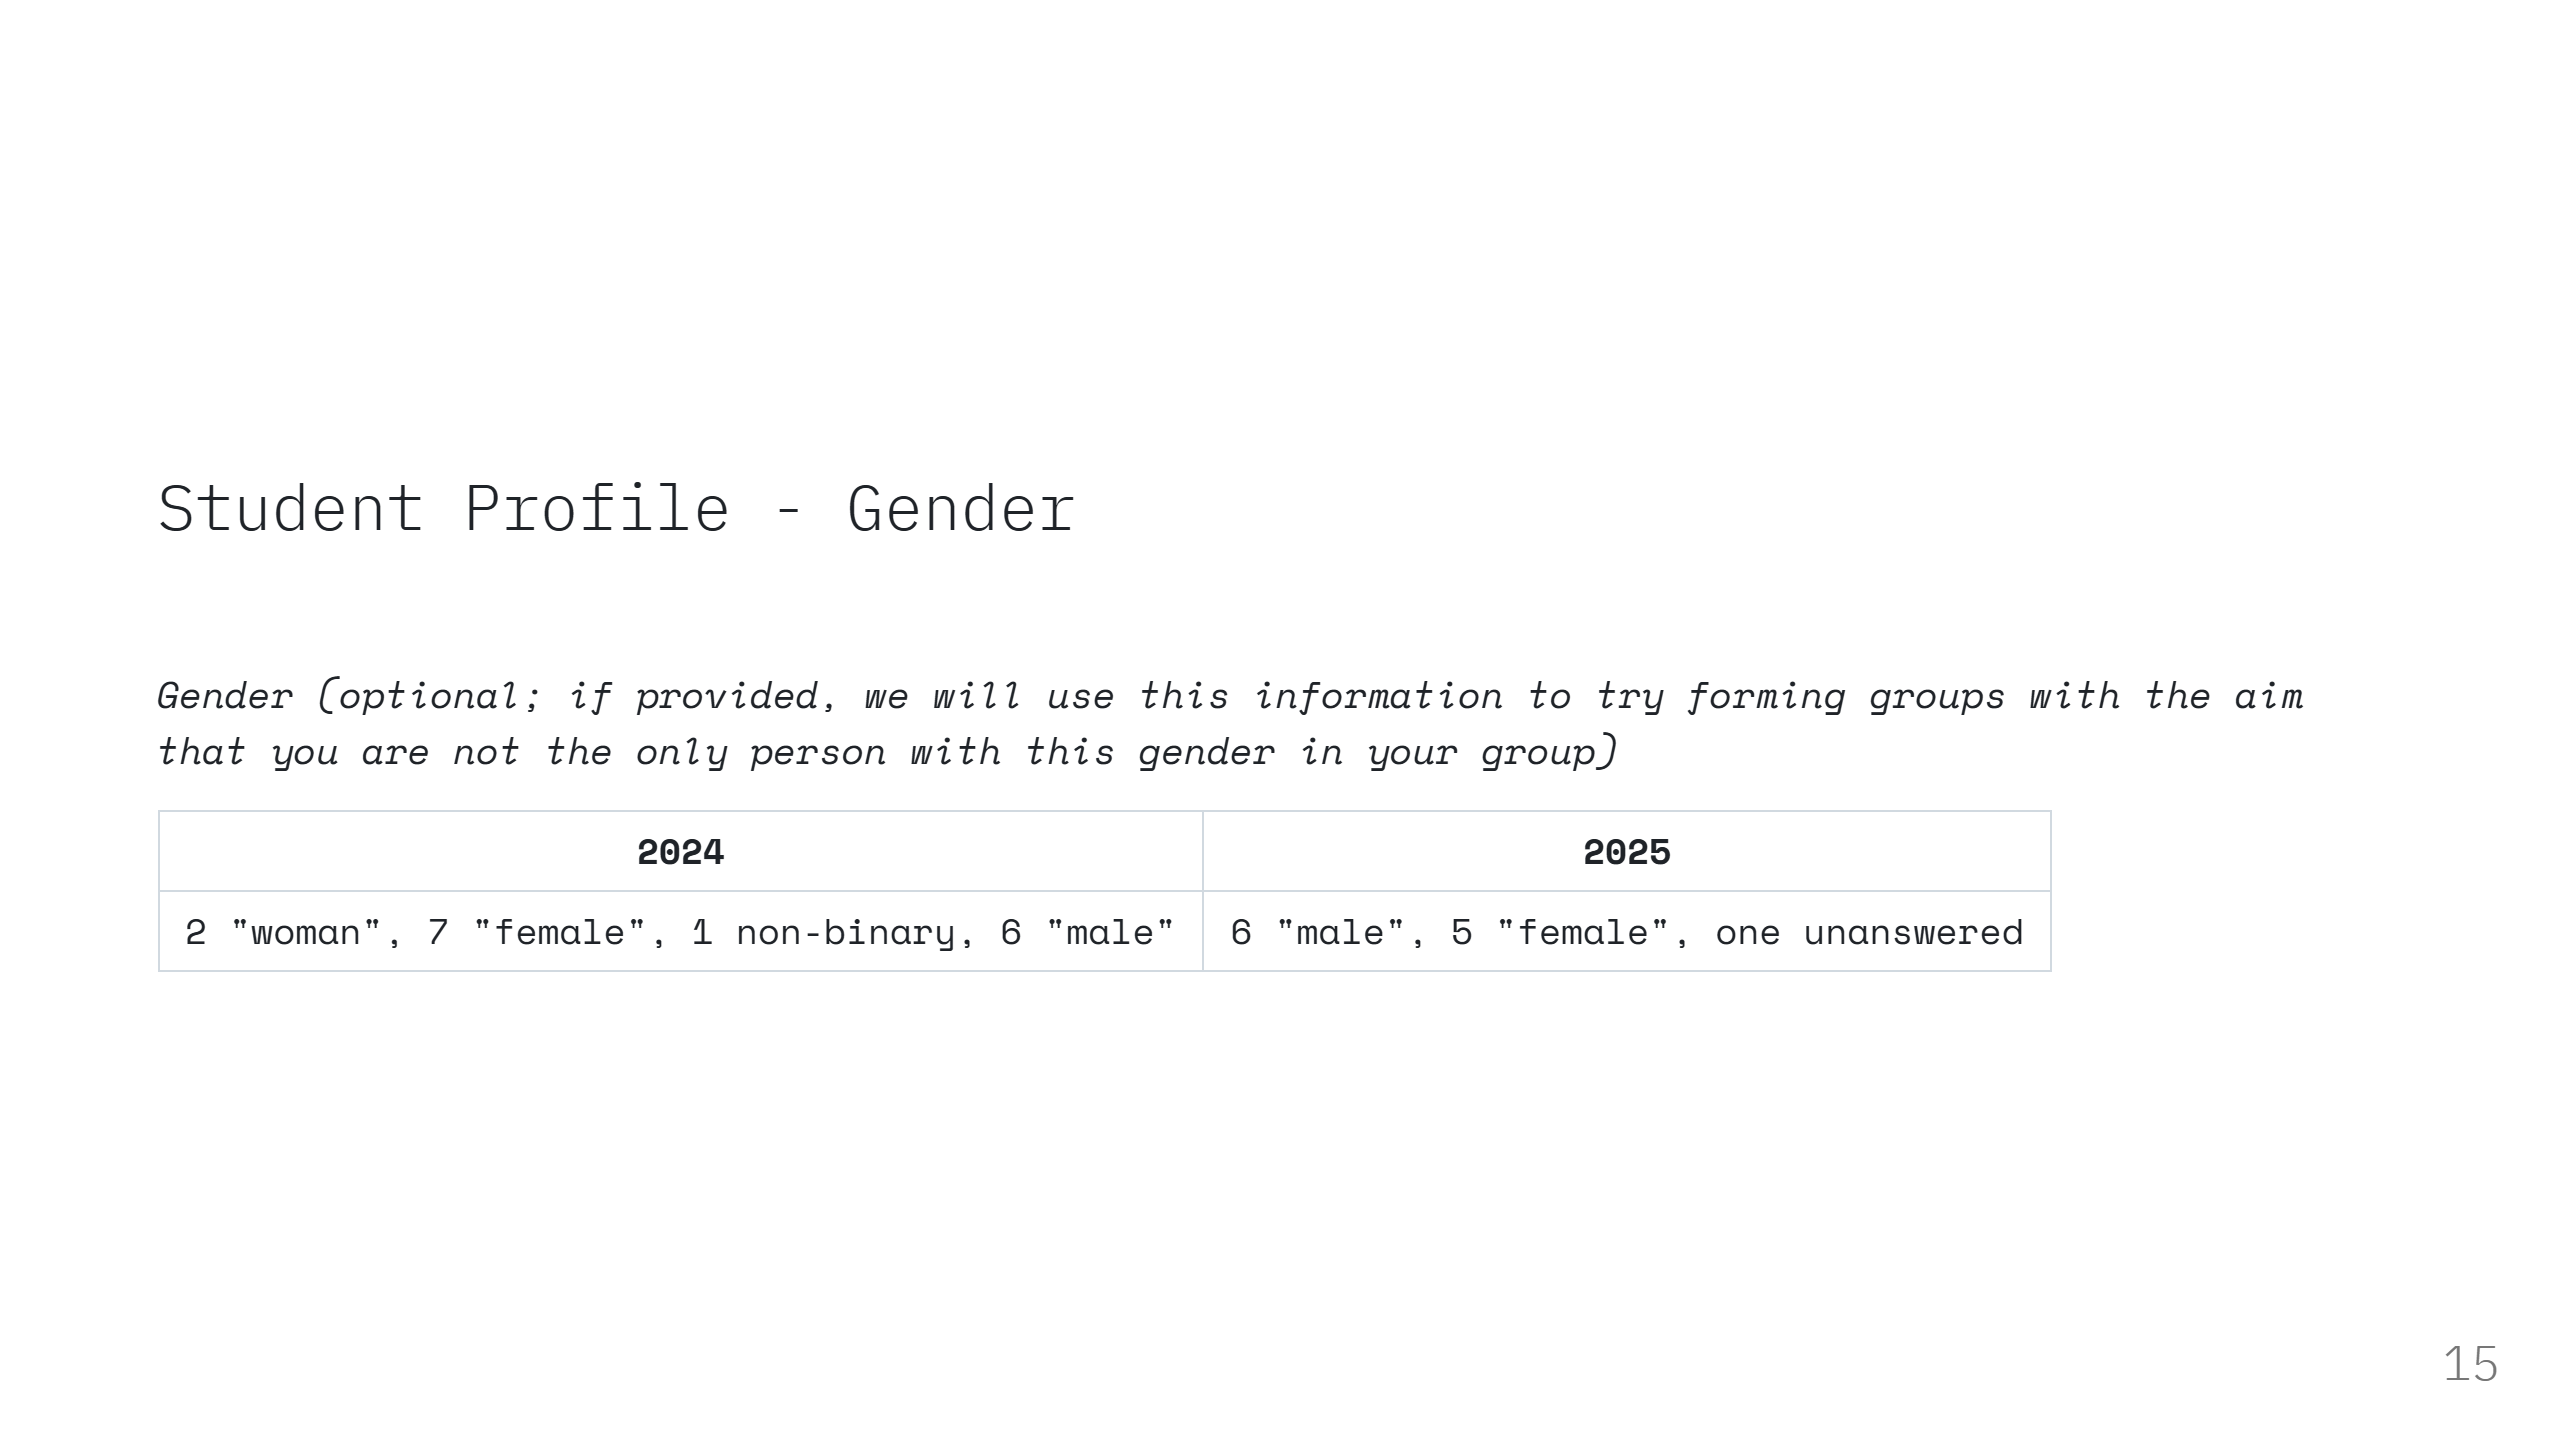 Student Profile - Gender
Gender (optional; if provided, we will use this information to try forming groups with the aim
that you are not the only person with this gender in your group)
2024 2025
2 "woman", 7 "female", 1 non-binary, 6 "male" 6 "male", 5 "female", one unanswered
15